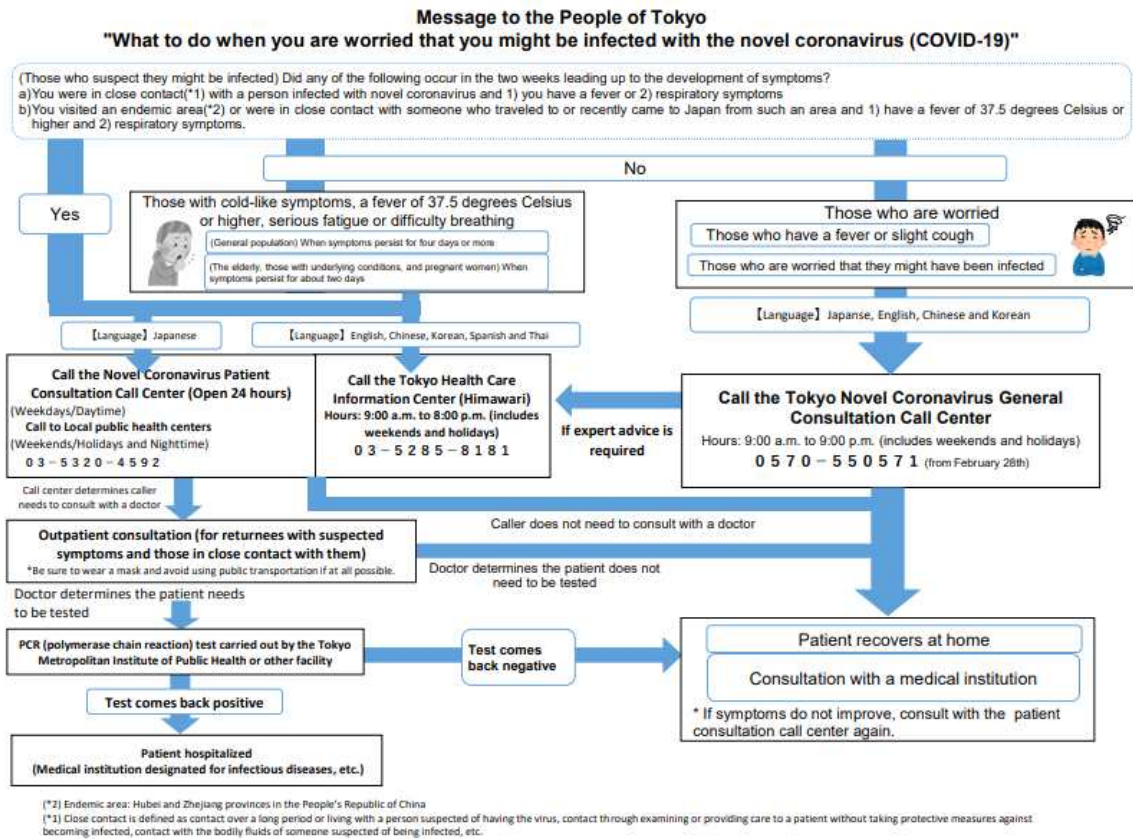 Message to the People of Tokyo
"What to do when you are worried that you might be infected with the novel coronavirus (COVID-19)"
(Those who suspect they might be infected) Did any of the following occur in the two weeks leading up to the development of symptoms?
a)You were in close contact(*1) with a person infected with novel coronavirus and 1) you have a fever or 2) respiratory symptoms
b)You visited an endemic area(*2) or were in close contact with someone who traveled to or recently came to Japan from such an area and 1) have a fever of 37.5 degrees Celsius or
higher and 2) respiratory symptoms.
No
Yes
Those with cold-like symptoms, a fever of 37.5 degrees Celsius
or higher, serious fatigue or difficulty breathing
(General population) When symptoms persist for four days or more
(The elderly, those with underlying conditions, and pregnant women) When
symptoms persist for about two days
Those who are worried
Those who have a fever or slight cough
Those who are worried that they might have been infected
【Language】Japanese
【Language】English, Chinese, Korean, Spanish and Thai
【Language】Japanse, English, Chinese and Korean
Call the Novel Coronavirus Patient
Consultation Call Center (Open 24 hours)
(Weekdays/Daytime)
Call to Local public health centers
(Weekends/Holidays and Nighttime)
03-5320-4592
Call the Tokyo Health Care
Information Center (Himawari)
Hours: 9:00 a.m. to 8:00 p.m. (includes
weekends and holidays)
03-5285-8181
If expert advice is
required
Call the Tokyo Novel Coronavirus General
Consultation Call Center
Hours: 9:00 a.m. to 9:00 p.m. (includes weekends and holidays)
0570-550571 (from February 28th)
Call center determines caller
needs to consult with a doctor
Caller does not need to consult with a doctor
Outpatient consultation (for returnees with suspected
symptoms and those in close contact with them)
*Be sure to wear a mask and avoid using public transportation if at all possible.
Doctor determines the patient does not
need to be tested
Doctor determines the patient needs
to be tested
PCR (polymerase chain reaction) test carried out by the Tokyo
Metropolitan Institute of Public Health or other facility
Test comes
back negative
Patient recovers at home
Consultation with a medical institution
* If symptoms do not improve, consult with the patient
consultation call center again.
Test comes back positive
Patient hospitalized
(Medical institution designated for infectious diseases, etc.)
(*2) Endemic area: Hubei and Zhejiang provinces in the People's Republic of China
(*1) Close contact is defined as contact over a long period or living with a person suspected of having the virus, contact through examining or providing care to a patient without taking protective measures against
becoming infected, contact with the bodily fluids of someone suspected of being infected, etc.